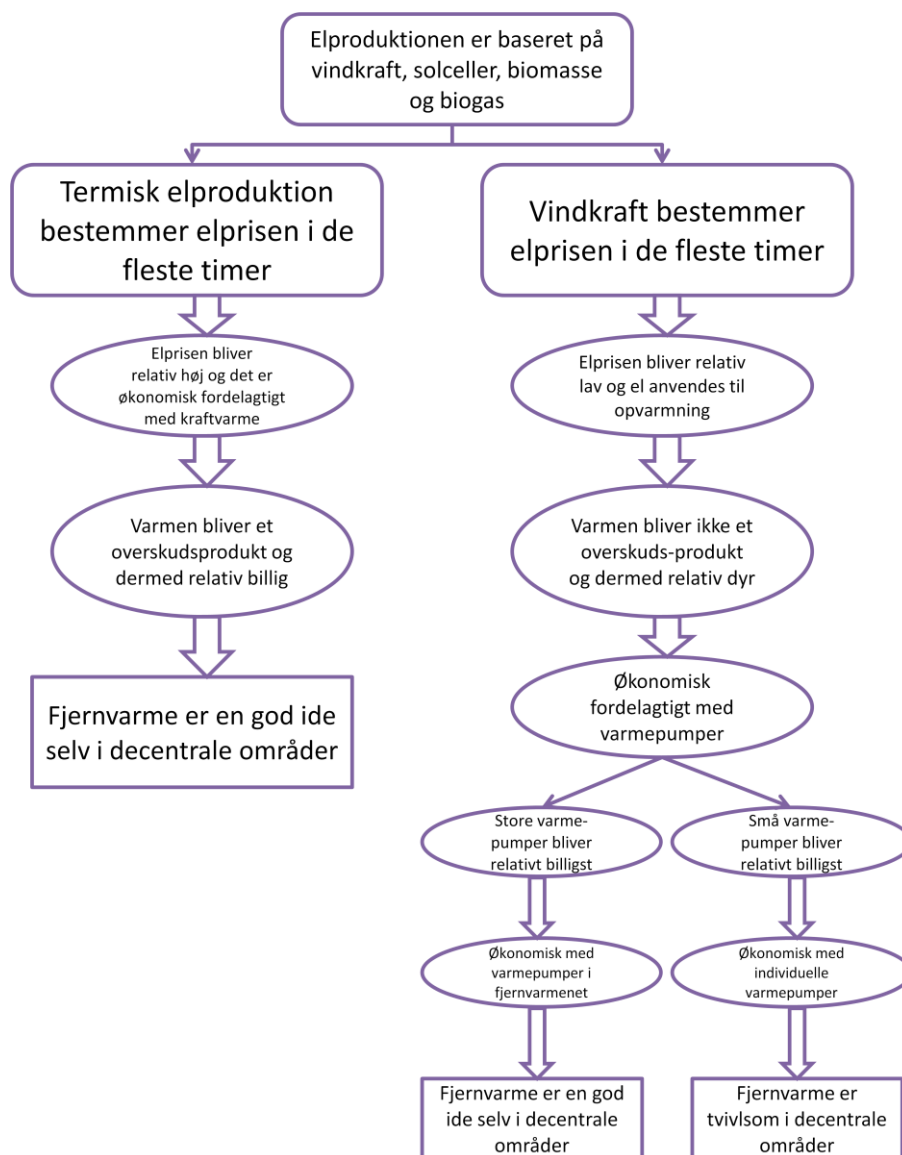 Elproduktionen er baseret på
vindkraft, solceller, biomasse
og biogas
Termisk elproduktion
bestemmer elprisen i de
fleste timer
Elprisen bliver
relativ høj og det er
økonomisk fordelagtigt
med kraftvarme
Varmen bliver et
overskudsprodukt og
dermed relativ billig
Fjernvarme er en god ide
selv i decentrale områder
Vindkraft bestemmer
elprisen i de fleste timer
Elprisen bliver relativ
lav og el anvendes til
opvarmning
Varmen bliver ikke et
overskuds-produkt
og dermed relativ dyr
Økonomisk
fordelagtigt med
varmepumper
Store varme-
pumper bliver
relativt billigst
Økonomisk med
varmepumper i
fjernvarmenet
Fjernvarme er en god
ide selv i decentrale
områder
Små varme-
pumper bliver
relativt billigst
Økonomisk med
individuelle
varmepumper
Fjernvarme er
tvivlsom i decentrale
områder